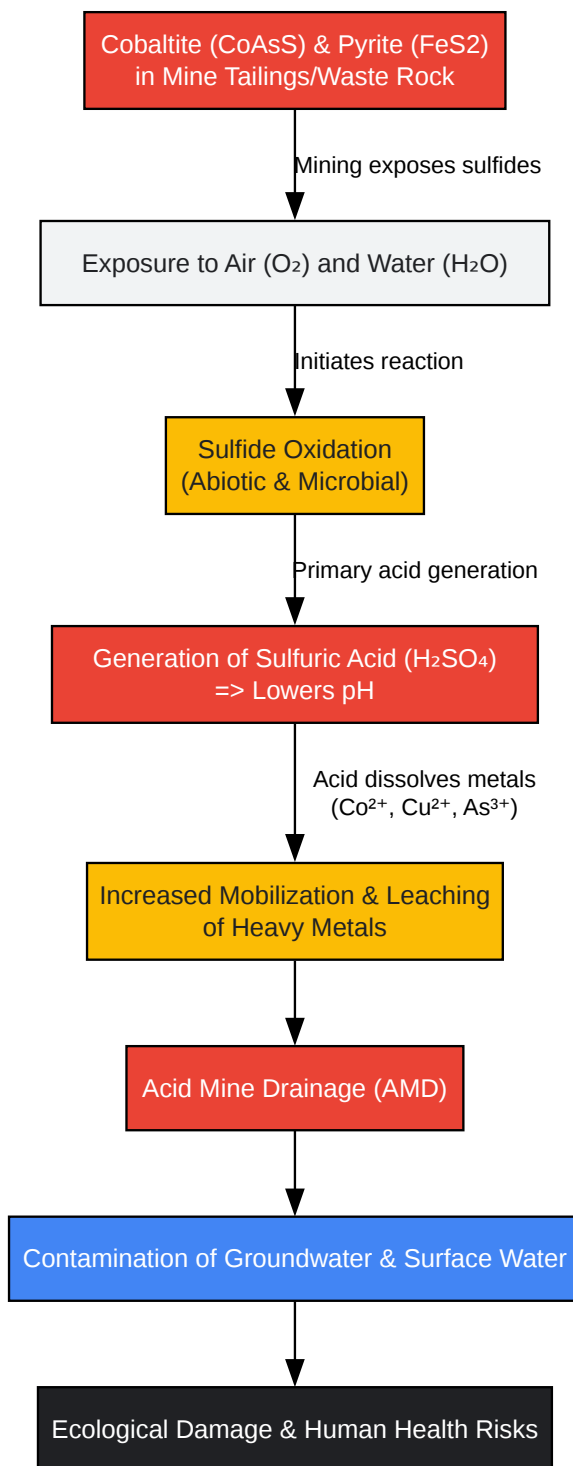 Cobaltite (CoAsS) & Pyrite (FeS2)
in Mine Tailings/Waste Rock
Mining exposes sulfides
Exposure to Air (O₂) and Water (H₂O)
Initiates reaction
Sulfide Oxidation
(Abiotic & Microbial)
Primary acid generation
Generation of Sulfuric Acid (H₂SO₄)
=> Lowers pH
Acid dissolves metals
(Co²⁺, Cu²⁺, As³⁺)
Increased Mobilization & Leaching
of Heavy Metals
Acid Mine Drainage (AMD)
Contamination of Groundwater & Surface Water
Ecological Damage & Human Health Risks